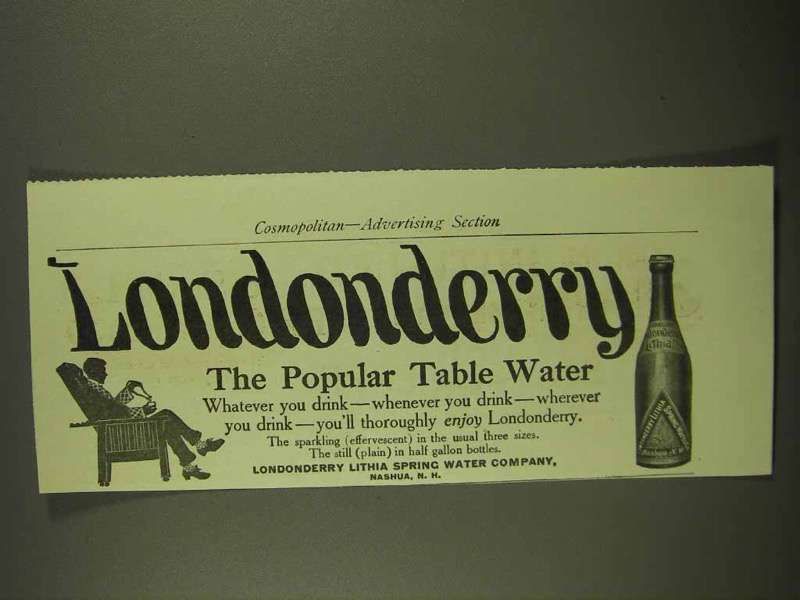 Cosmopolitan—Advertising Section
Londonderry
The Popular Table Water
Whatever you drink—whenever you drink—wherever
you drink—you'll thoroughly enjoy Londonderry.
The sparkling (effervescent) in the usual three sizes.
The still (plain) in half gallon bottles.
LONDONDERRY LITHIA SPRING WATER COMPANY,
NASHUA, N. H.
Lithia